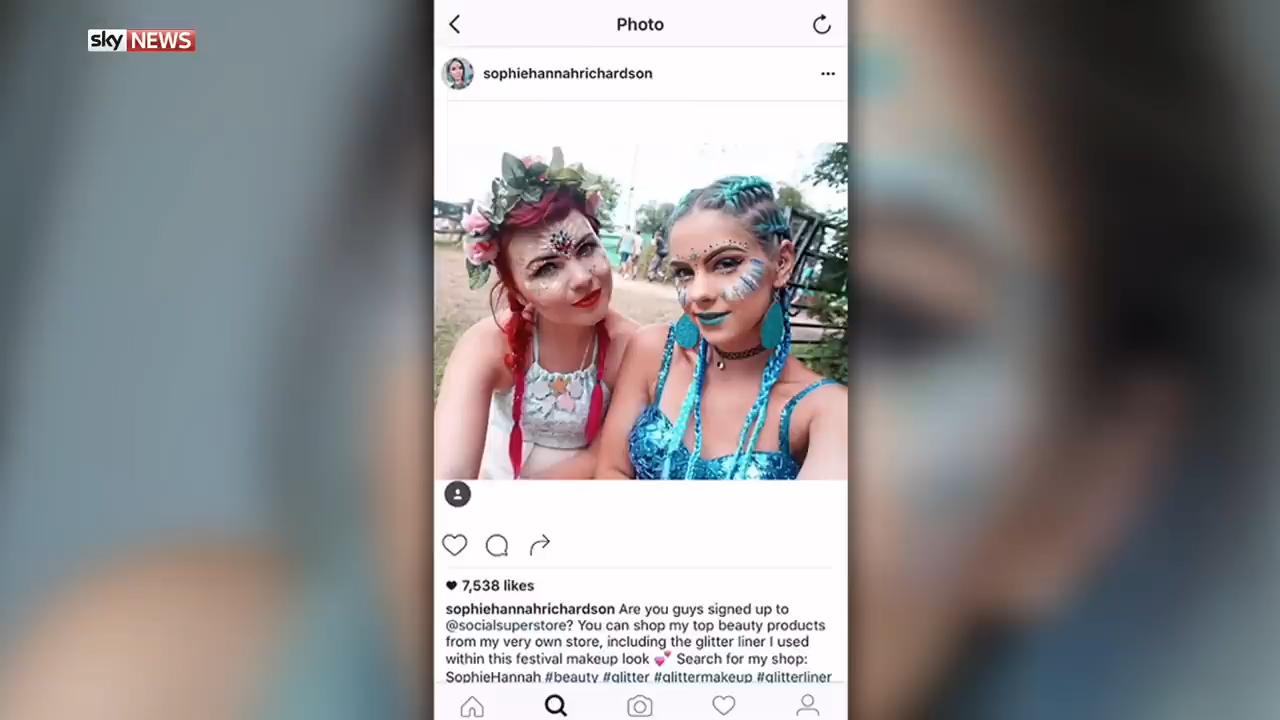 sky NEWS
Photo
sophiehannahrichardson
7,538 likes
sophiehannahrichardson Are you guys signed up to
@socialsuperstore? You can shop my top beauty products
from my very own store, including the glitter liner I used
within this festival makeup look 💕 Search for my shop:
SophieHannah #beauty #glitter #glittermakeup #glitterliner